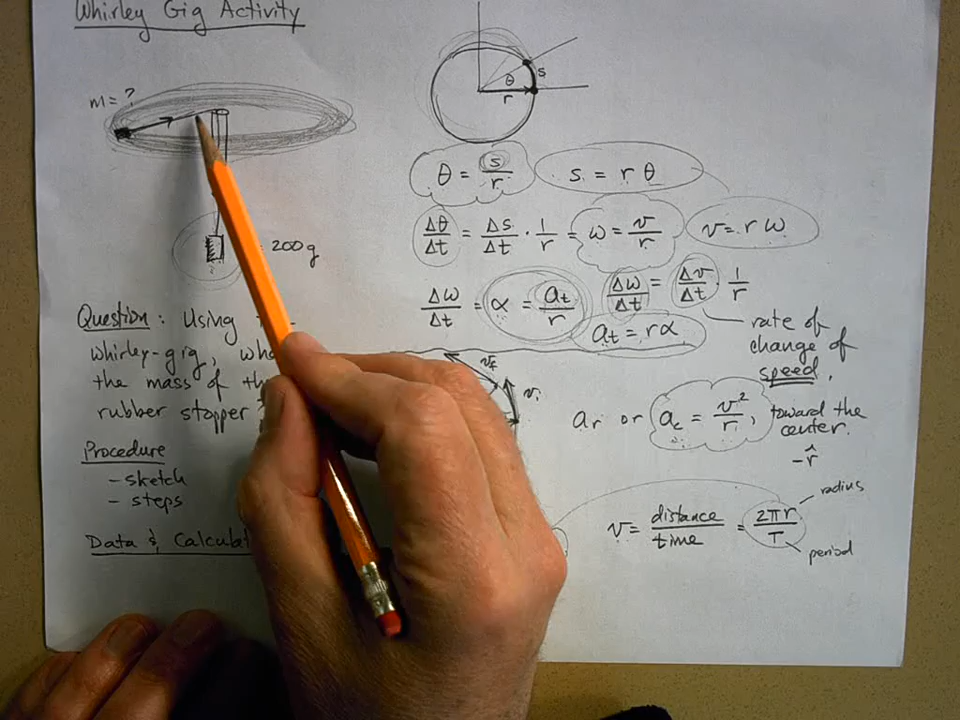 Whirley Gig Activity
m = ?
= 200g
Question: Using
whirley-gig,
the mass of
rubber stopper
Procedure
- sketch
- steps
Data &
θ
s
r
θ = s/r
s = rθ
Δθ/Δt = Δs/Δt · 1/r = ω = v/r
v = rω
Δω/Δt = α = at/r
Δω/Δt = Δv/Δt · 1/r
at = rα
rate of
change of
speed.
vf
vi
ar or ac = v²/r, toward the
center.
- r̂
v = distance/time = 2πr/T
radius
period